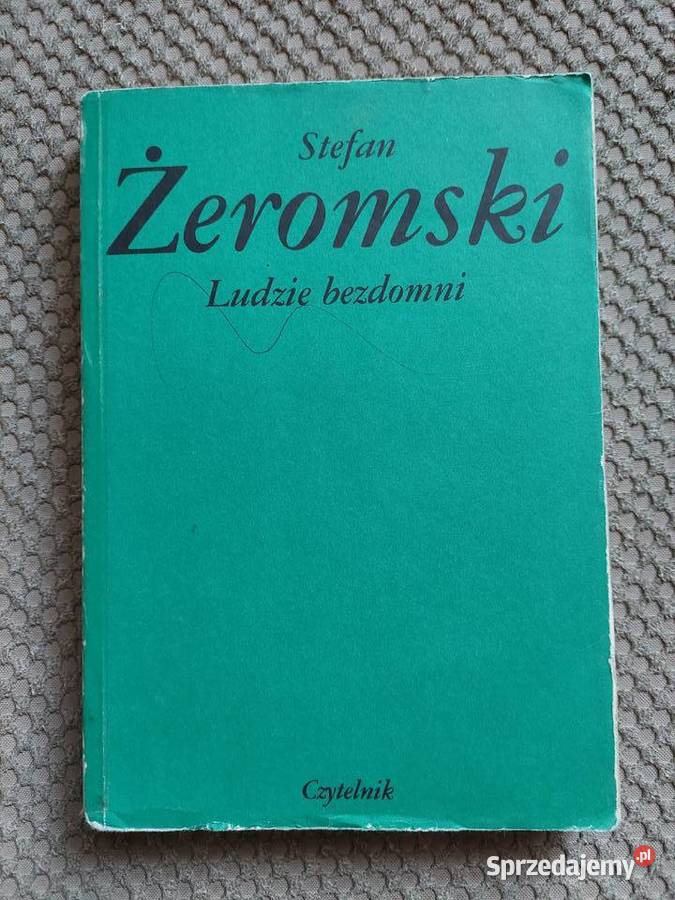 Stefan
Żeromski
Ludzie bezdomni
Czytelnik
Sprzedajemy.pl